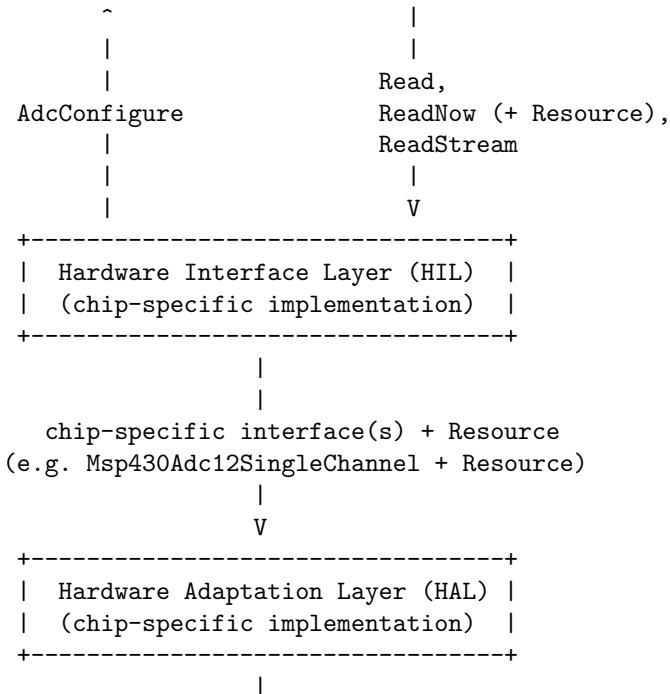 ^                     |
|                     |
|                   Read,
AdcConfigure              ReadNow (+ Resource),
|                   ReadStream
|                     |
|                     V
+----------------------------------+
|  Hardware Interface Layer (HIL)  |
|  (chip-specific implementation)  |
+----------------------------------+
|
|
chip-specific interface(s) + Resource
(e.g. Msp430Adc12SingleChannel + Resource)
|
V
+----------------------------------+
|  Hardware Adaptation Layer (HAL) |
|  (chip-specific implementation)  |
+----------------------------------+
|